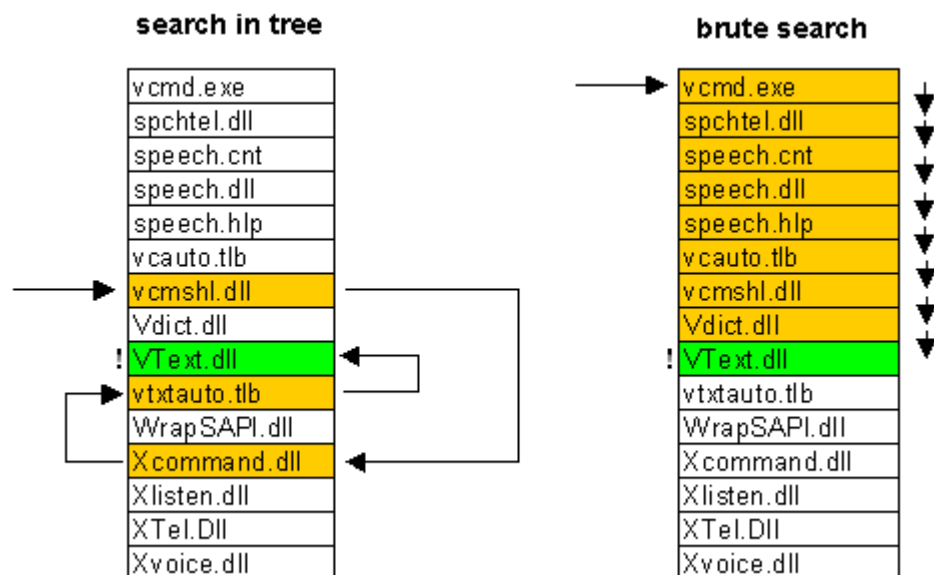 search in tree
vcmd.exe
spchtel.dll
speech.cnt
speech.dll
speech.hlp
vcauto.tlb
vcmshl.dll
Vdict.dll
! VText.dll
vtxtauto.tlb
WrapSAPI.dll
Xcommand.dll
Xlisten.dll
XTel.Dll
Xvoice.dll
brute search
vcmd.exe
spchtel.dll
speech.cnt
speech.dll
speech.hlp
vcauto.tlb
vcmshl.dll
Vdict.dll
! VText.dll
vtxtauto.tlb
WrapSAPI.dll
Xcommand.dll
Xlisten.dll
XTel.Dll
Xvoice.dll